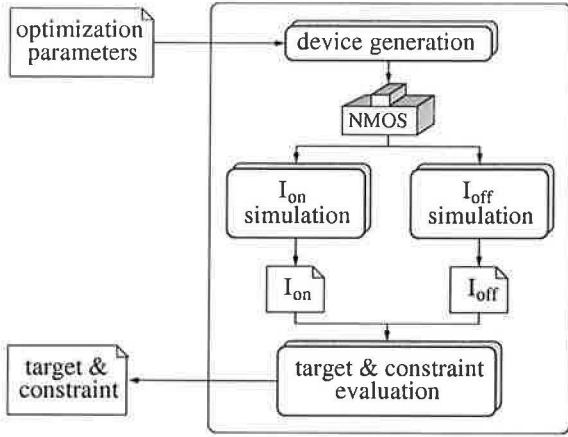 optimization
parameters
device generation
NMOS
I_on
simulation
I_off
simulation
I_on
I_off
target &
constraint
target & constraint
evaluation